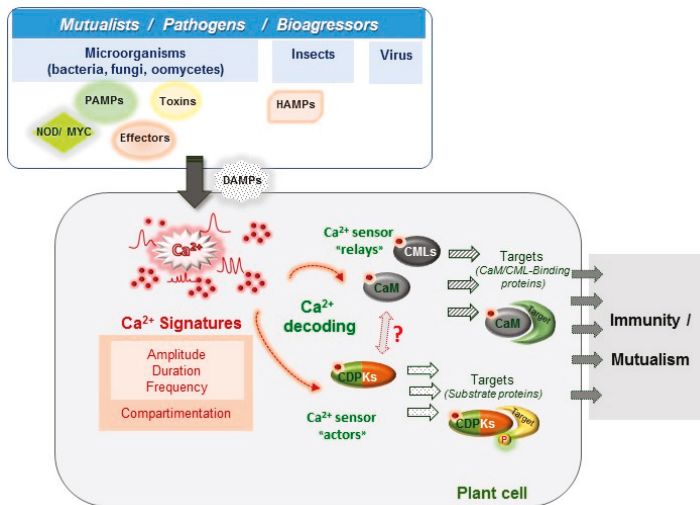 Mutualists / Pathogens / Bioagressors
Microorganisms
(bacteria, fungi, oomycetes)
Insects
Virus
PAMPs
Toxins
HAMPs
NOD/ MYC
Effectors
DAMPs
Ca²⁺
Ca²⁺ Signatures
Amplitude
Duration
Frequency
Compartimentation
Ca²⁺ sensor
"relays"
CMLs
CaM
Ca²⁺
decoding
?
CDPKs
Ca²⁺ sensor
"actors"
Targets
(CaM/CML-Binding
proteins)
CaM
Target
Targets
(Substrate proteins)
CDPKs
Target
P
Immunity /
Mutualism
Plant cell